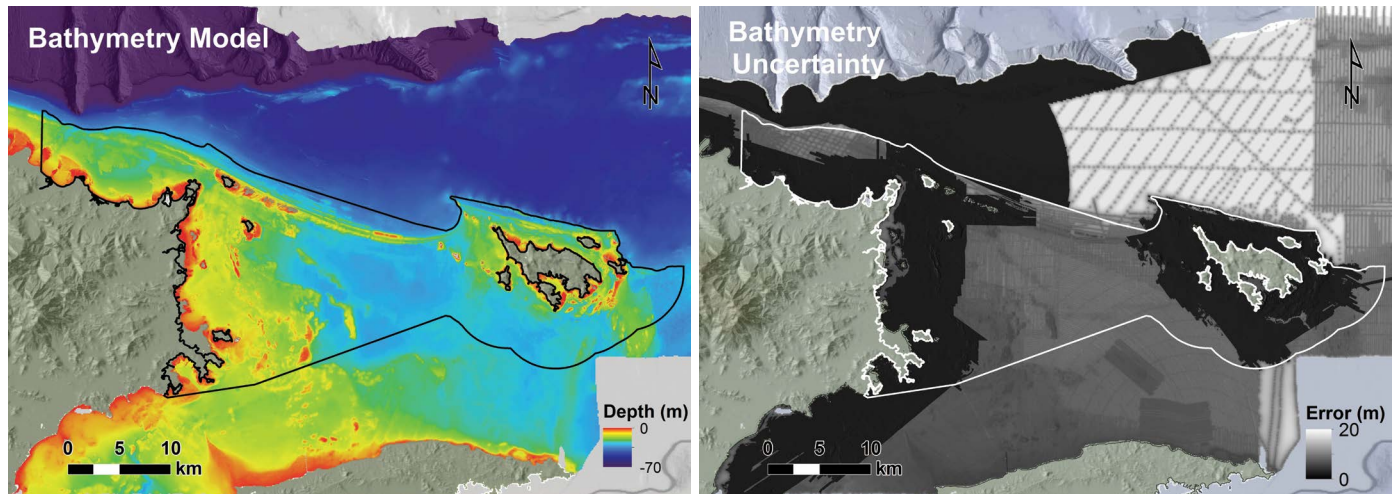 Bathymetry Model
N
Depth (m)
0
-70
0 5 10
km
Bathymetry
Uncertainty
N
Error (m)
20
0
0 5 10
km